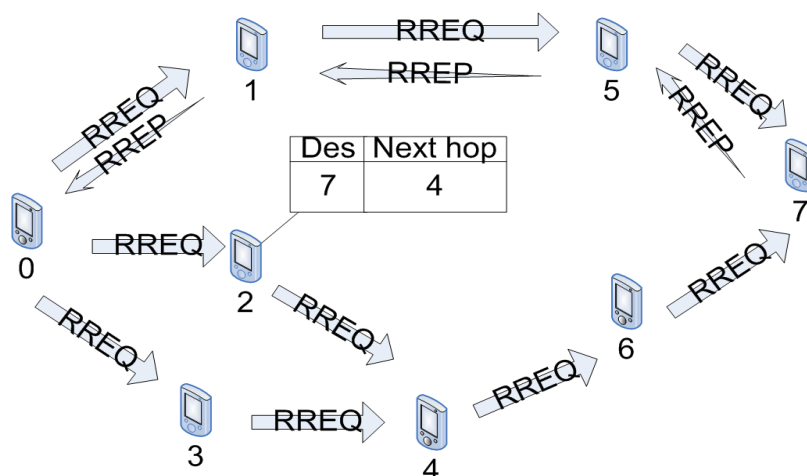 RREQ
RREP
1
5
RREQ
RREP
RREQ
RREP
7
Des Next hop
7 4
0
RREQ
2
RREQ
RREQ
6
RREQ
RREQ
3
RREQ
4
RREQ